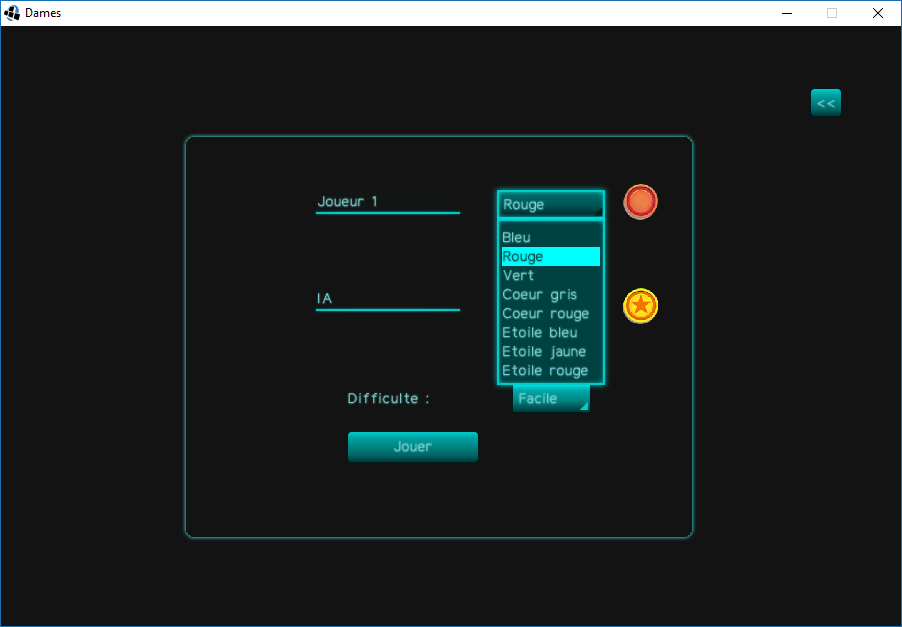 Dames
<<
Joueur 1
Rouge
Bleu
Rouge
Vert
Coeur gris
Coeur rouge
Etoile bleu
Etoile jaune
Etoile rouge
IA
Difficulte :
Facile
Jouer